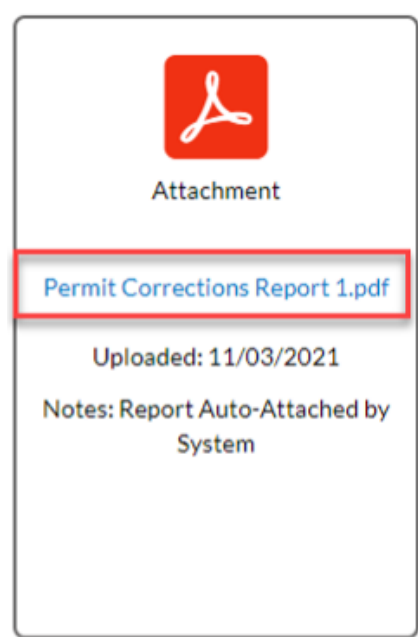 Attachment
Permit Corrections Report 1.pdf
Uploaded: 11/03/2021
Notes: Report Auto-Attached by
System